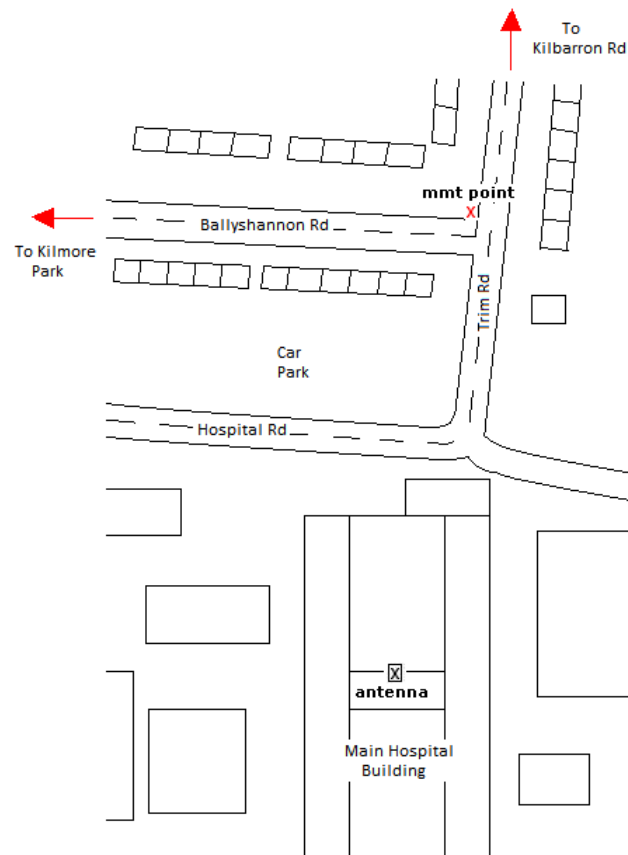 To
Kilbarron Rd
mmt point
X
Ballyshannon Rd
To Kilmore
Park
Trim Rd
Car
Park
Hospital Rd
X
antenna
Main Hospital
Building